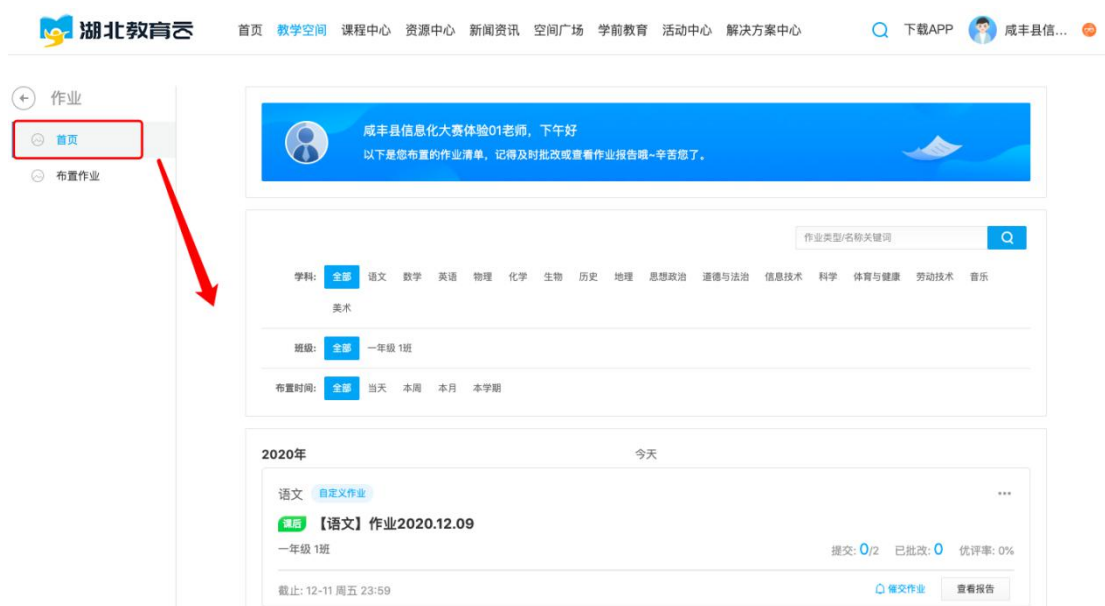 湖北教育云 首页 教学空间 课程中心 资源中心 新闻资讯 空间广场 学前教育 活动中心 解决方案中心 下载APP 咸丰县信...
作业
首页
布置作业
咸丰县信息化大赛体验01老师，下午好
以下是您布置的作业清单，记得及时批改或查看作业报告哦~辛苦您了。
作业类型/名称关键词
学科: 全部 语文 数学 英语 物理 化学 生物 历史 地理 思想政治 道德与法治 信息技术 科学 体育与健康 劳动技术 音乐
美术
班级: 全部 一年级 1班
布置时间: 全部 当天 本周 本月 本学期
2020年 今天
语文 自定义作业
课后 【语文】作业2020.12.09
一年级 1班 提交: 0/2 已批改: 0 优评率: 0%
截止: 12-11 周五 23:59 催交作业 查看报告